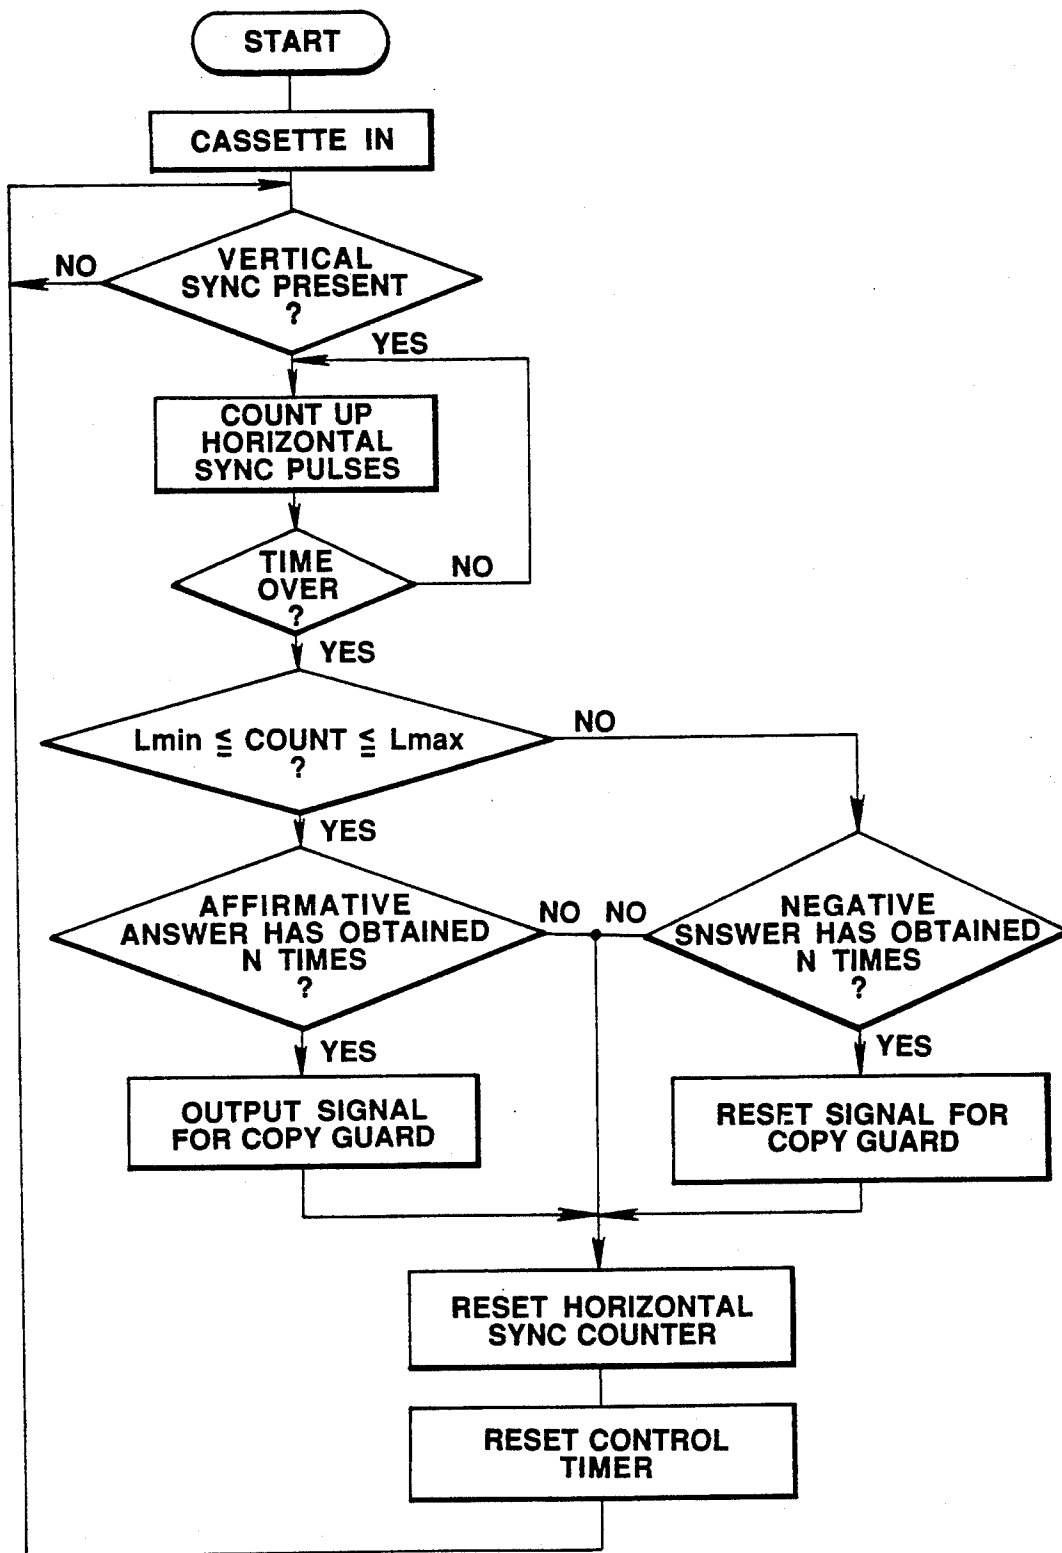 START
CASSETTE IN
NO
VERTICAL
SYNC PRESENT
?
YES
COUNT UP
HORIZONTAL
SYNC PULSES
TIME
OVER
?
NO
YES
Lmin ≦ COUNT ≦ Lmax
?
NO
YES
AFFIRMATIVE
ANSWER HAS OBTAINED
N TIMES
?
NO
NO
NEGATIVE
SNSWER HAS OBTAINED
N TIMES
?
YES
YES
OUTPUT SIGNAL
FOR COPY GUARD
RESET SIGNAL FOR
COPY GUARD
RESET HORIZONTAL
SYNC COUNTER
RESET CONTROL
TIMER